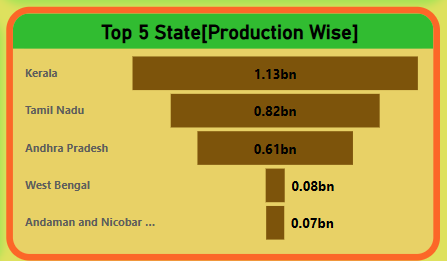 Top 5 State[Production Wise]
Kerala 1.13bn
Tamil Nadu 0.82bn
Andhra Pradesh 0.61bn
West Bengal 0.08bn
Andaman and Nicobar ... 0.07bn